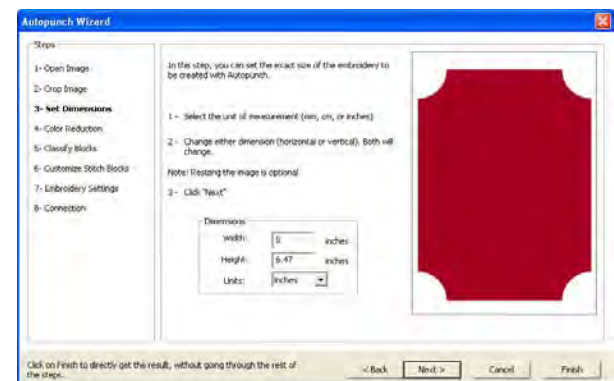 Autopunch Wizard
Steps
1- Open Image
2- Crop Image
3- Set Dimensions
4- Color Reduction
5- Classify Blocks
6- Customize Stitch Blocks
7- Embroidery Settings
8- Connection
In this step, you can set the exact size of the embroidery to
be created with Autopunch.
1 - Select the unit of measurement (mm, cm, or inches)
2 - Change either dimension (horizontal or vertical). Both will
change.
Note: Resizing the image is optional
3 - Click "Next"
Dimensions
Width: inches
Height: 6.47 inches
Units: inches
Click on Finish to directly get the result, without going through the rest of
the steps.
< Back Next > Cancel Finish